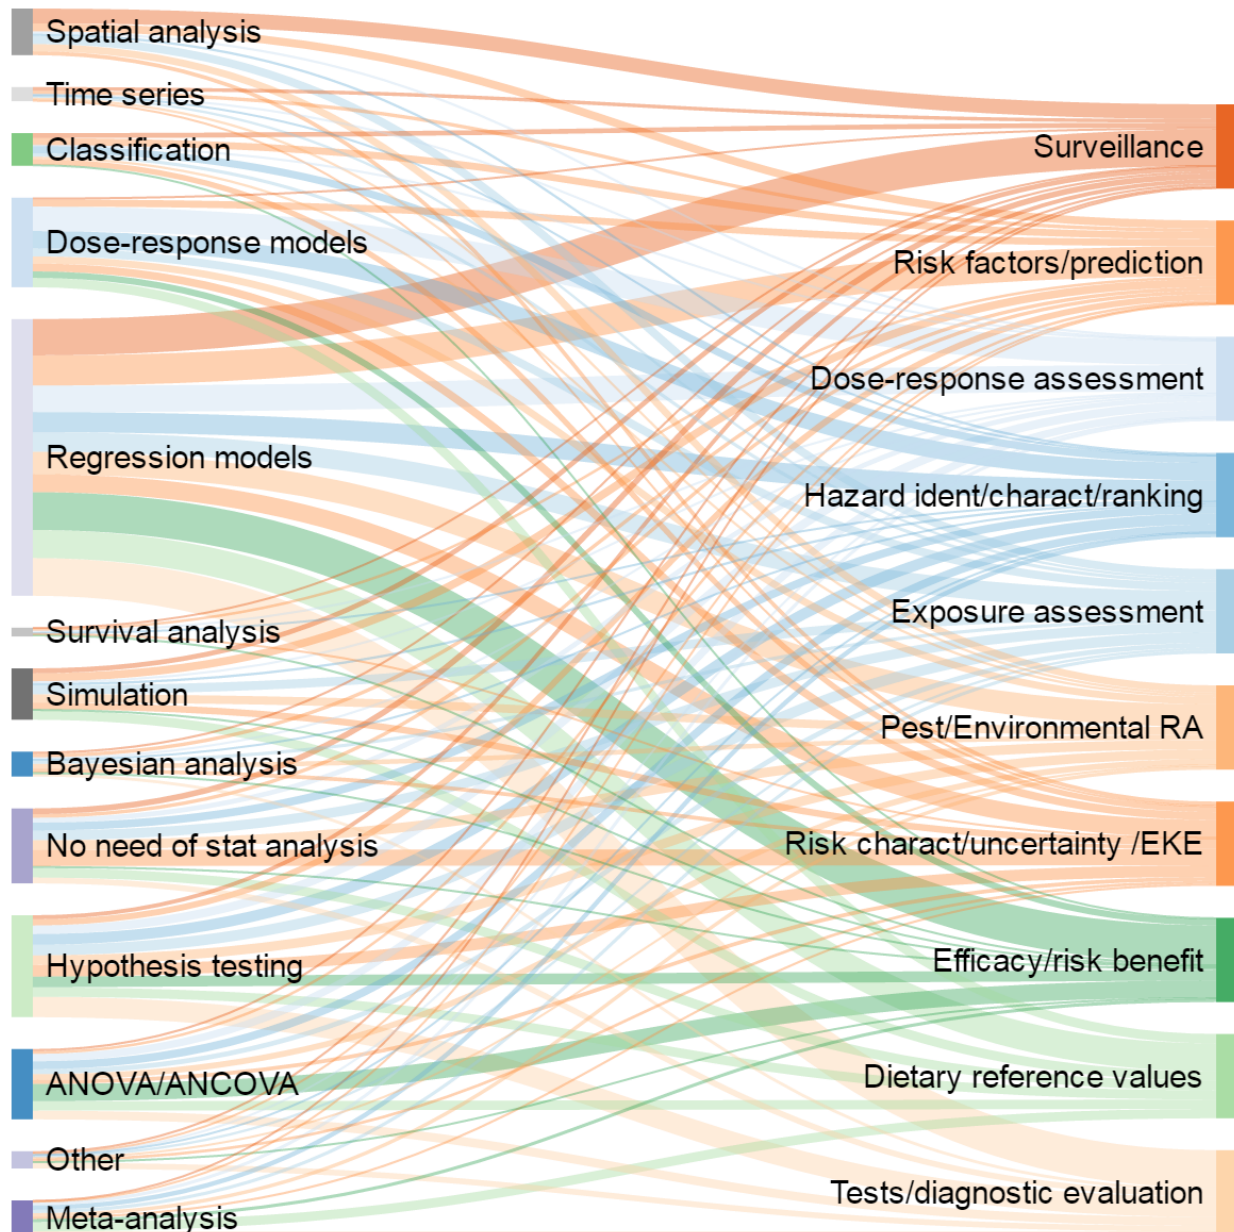 Spatial analysis
Time series
Classification
Dose-response models
Regression models
Survival analysis
Simulation
Bayesian analysis
No need of stat analysis
Hypothesis testing
ANOVA/ANCOVA
Other
Meta-analysis
Surveillance
Risk factors/prediction
Dose-response assessment
Hazard ident/charact/ranking
Exposure assessment
Pest/Environmental RA
Risk charact/uncertainty /EKE
Efficacy/risk benefit
Dietary reference values
Tests/diagnostic evaluation